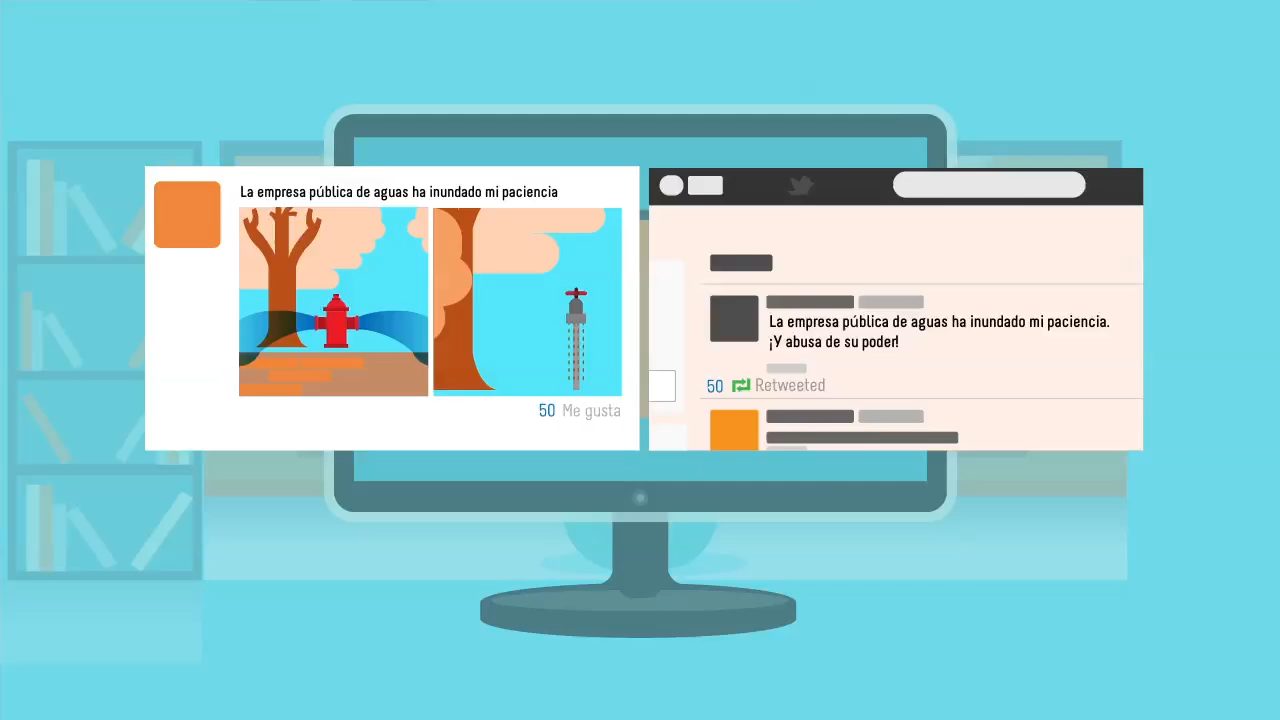 La empresa pública de aguas ha inundado mi paciencia
50 Me gusta
La empresa pública de aguas ha inundado mi paciencia.
¡Y abusa de su poder!
50 Retweeted